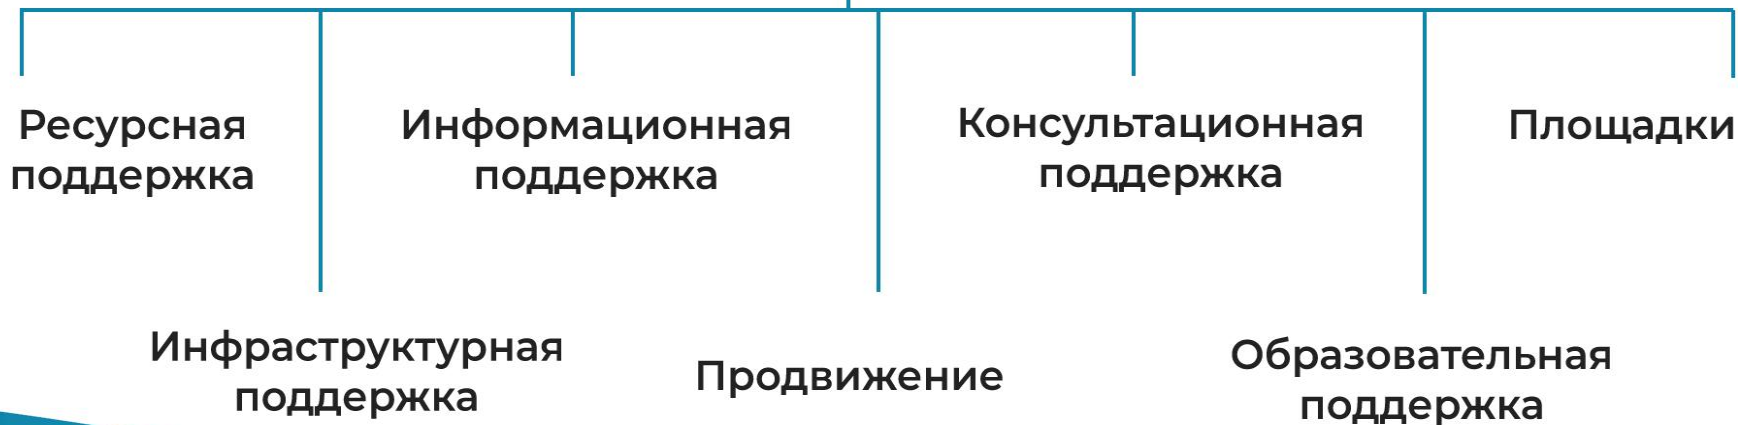 Ресурсная
поддержка
Информационная
поддержка
Консультационная
поддержка
Площадки
Инфраструктурная
поддержка
Продвижение
Образовательная
поддержка